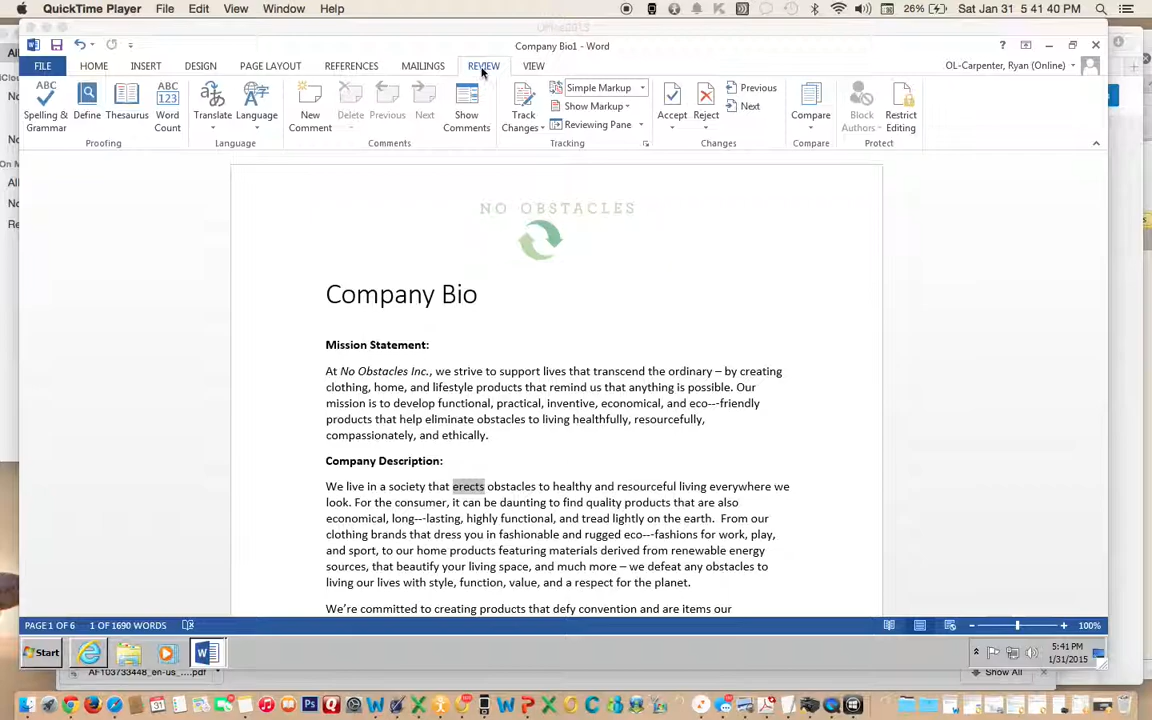 QuickTime Player File Edit View Window Help 26% Sat Jan 31 5:41:40 PM
Company Bio1 - Word
OL-Carpenter, Ryan (Online)
FILE HOME INSERT DESIGN PAGE LAYOUT REFERENCES MAILINGS REVIEW VIEW
Spelling & Grammar
Define
Thesaurus
Word Count
Translate
Language
New Comment
Delete
Previous
Next
Show Comments
Track Changes
Simple Markup
Show Markup
Reviewing Pane
Accept
Reject
Previous
Next
Compare
Block Authors
Restrict Editing
Proofing Language Comments Tracking Changes Compare Protect
NO OBSTACLES
Company Bio
Mission Statement:
At No Obstacles Inc., we strive to support lives that transcend the ordinary – by creating
clothing, home, and lifestyle products that remind us that anything is possible. Our
mission is to develop functional, practical, inventive, economical, and eco-‐-friendly
products that help eliminate obstacles to living healthfully, resourcefully,
compassionately, and ethically.
Company Description:
We live in a society that erects obstacles to healthy and resourceful living everywhere we
look. For the consumer, it can be daunting to find quality products that are also
economical, long-‐-lasting, highly functional, and tread lightly on the earth. From our
clothing brands that dress you in fashionable and rugged eco-‐-fashions for work, play,
and sport, to our home products featuring materials derived from renewable energy
sources, that beautify your living space, and much more – we defeat any obstacles to
living our lives with style, function, value, and a respect for the planet.
We’re committed to creating products that defy convention and are items our
PAGE 1 OF 6 1 OF 1690 WORDS 100%
Start
5:41 PM
1/31/2015
AF103733448_en-us_....pdf
Show All